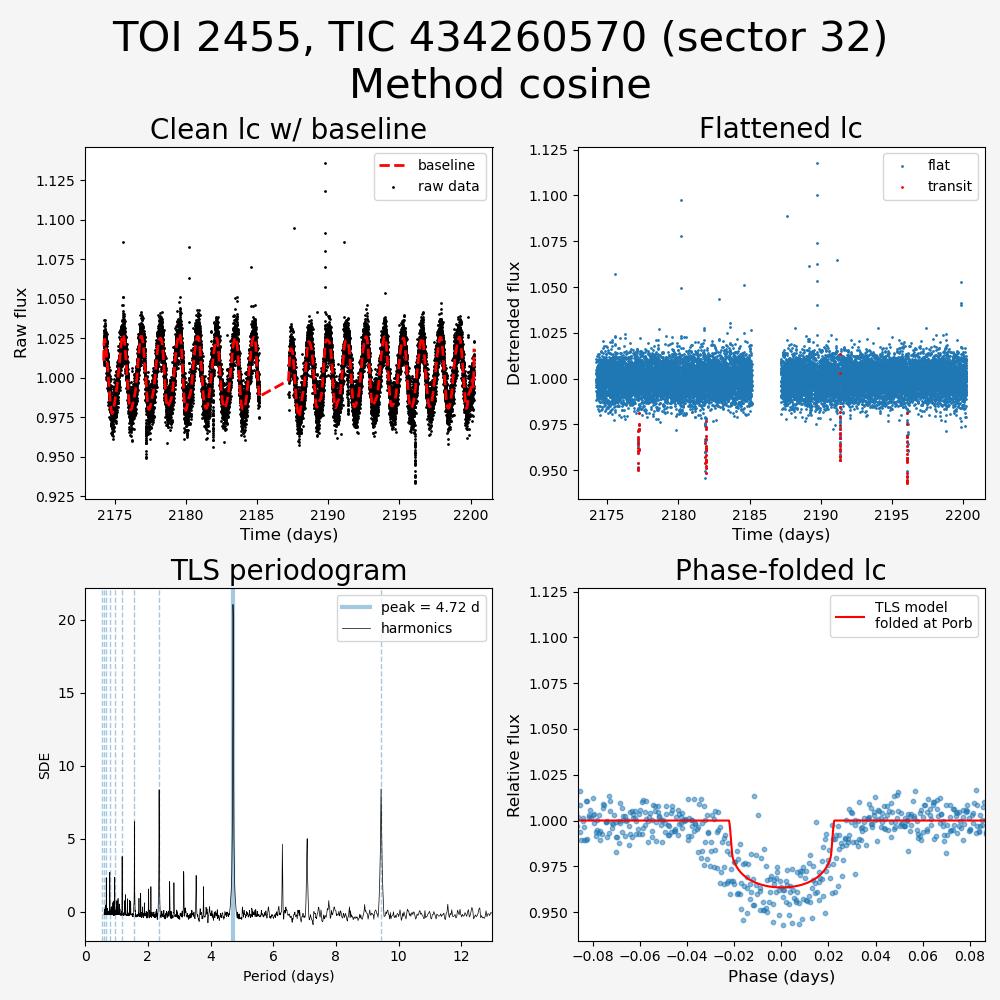 TOI 2455, TIC 434260570 (sector 32)
Method cosine
Clean lc w/ baseline
baseline
raw data
1.125
1.100
1.075
1.050
1.025
1.000
0.975
0.950
0.925
Raw flux
2175 2180 2185 2190 2195 2200
Time (days)
Flattened lc
flat
transit
1.125
1.100
1.075
1.050
1.025
1.000
0.975
0.950
Detrended flux
2175 2180 2185 2190 2195 2200
Time (days)
TLS periodogram
peak = 4.72 d
harmonics
20
15
10
5
0
SDE
0 2 4 6 8 10 12
Period (days)
Phase-folded lc
TLS model
folded at Porb
1.125
1.100
1.075
1.050
1.025
1.000
0.975
0.950
Relative flux
−0.08 −0.06 −0.04 −0.02 0.00 0.02 0.04 0.06 0.08
Phase (days)